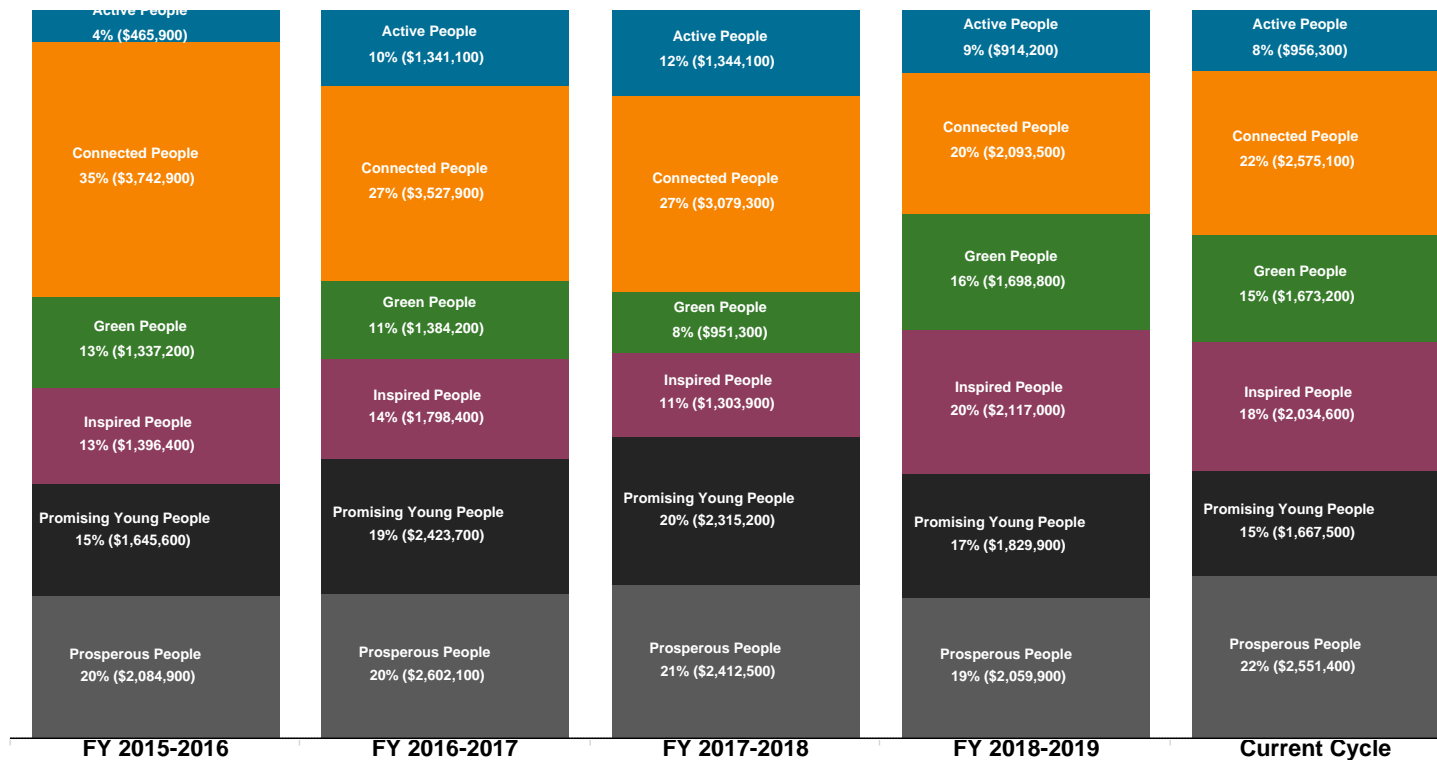 Active People
4% ($465,900)
Connected People
35% ($3,742,900)
Green People
13% ($1,337,200)
Inspired People
13% ($1,396,400)
Promising Young People
15% ($1,645,600)
Prosperous People
20% ($2,084,900)
FY 2015-2016
Active People
10% ($1,341,100)
Connected People
27% ($3,527,900)
Green People
11% ($1,384,200)
Inspired People
14% ($1,798,400)
Promising Young People
19% ($2,423,700)
Prosperous People
20% ($2,602,100)
FY 2016-2017
Active People
12% ($1,344,100)
Connected People
27% ($3,079,300)
Green People
8% ($951,300)
Inspired People
11% ($1,303,900)
Promising Young People
20% ($2,315,200)
Prosperous People
21% ($2,412,500)
FY 2017-2018
Active People
9% ($914,200)
Connected People
20% ($2,093,500)
Green People
16% ($1,698,800)
Inspired People
20% ($2,117,000)
Promising Young People
17% ($1,829,900)
Prosperous People
19% ($2,059,900)
FY 2018-2019
Active People
8% ($956,300)
Connected People
22% ($2,575,100)
Green People
15% ($1,673,200)
Inspired People
18% ($2,034,600)
Promising Young People
15% ($1,667,500)
Prosperous People
22% ($2,551,400)
Current Cycle